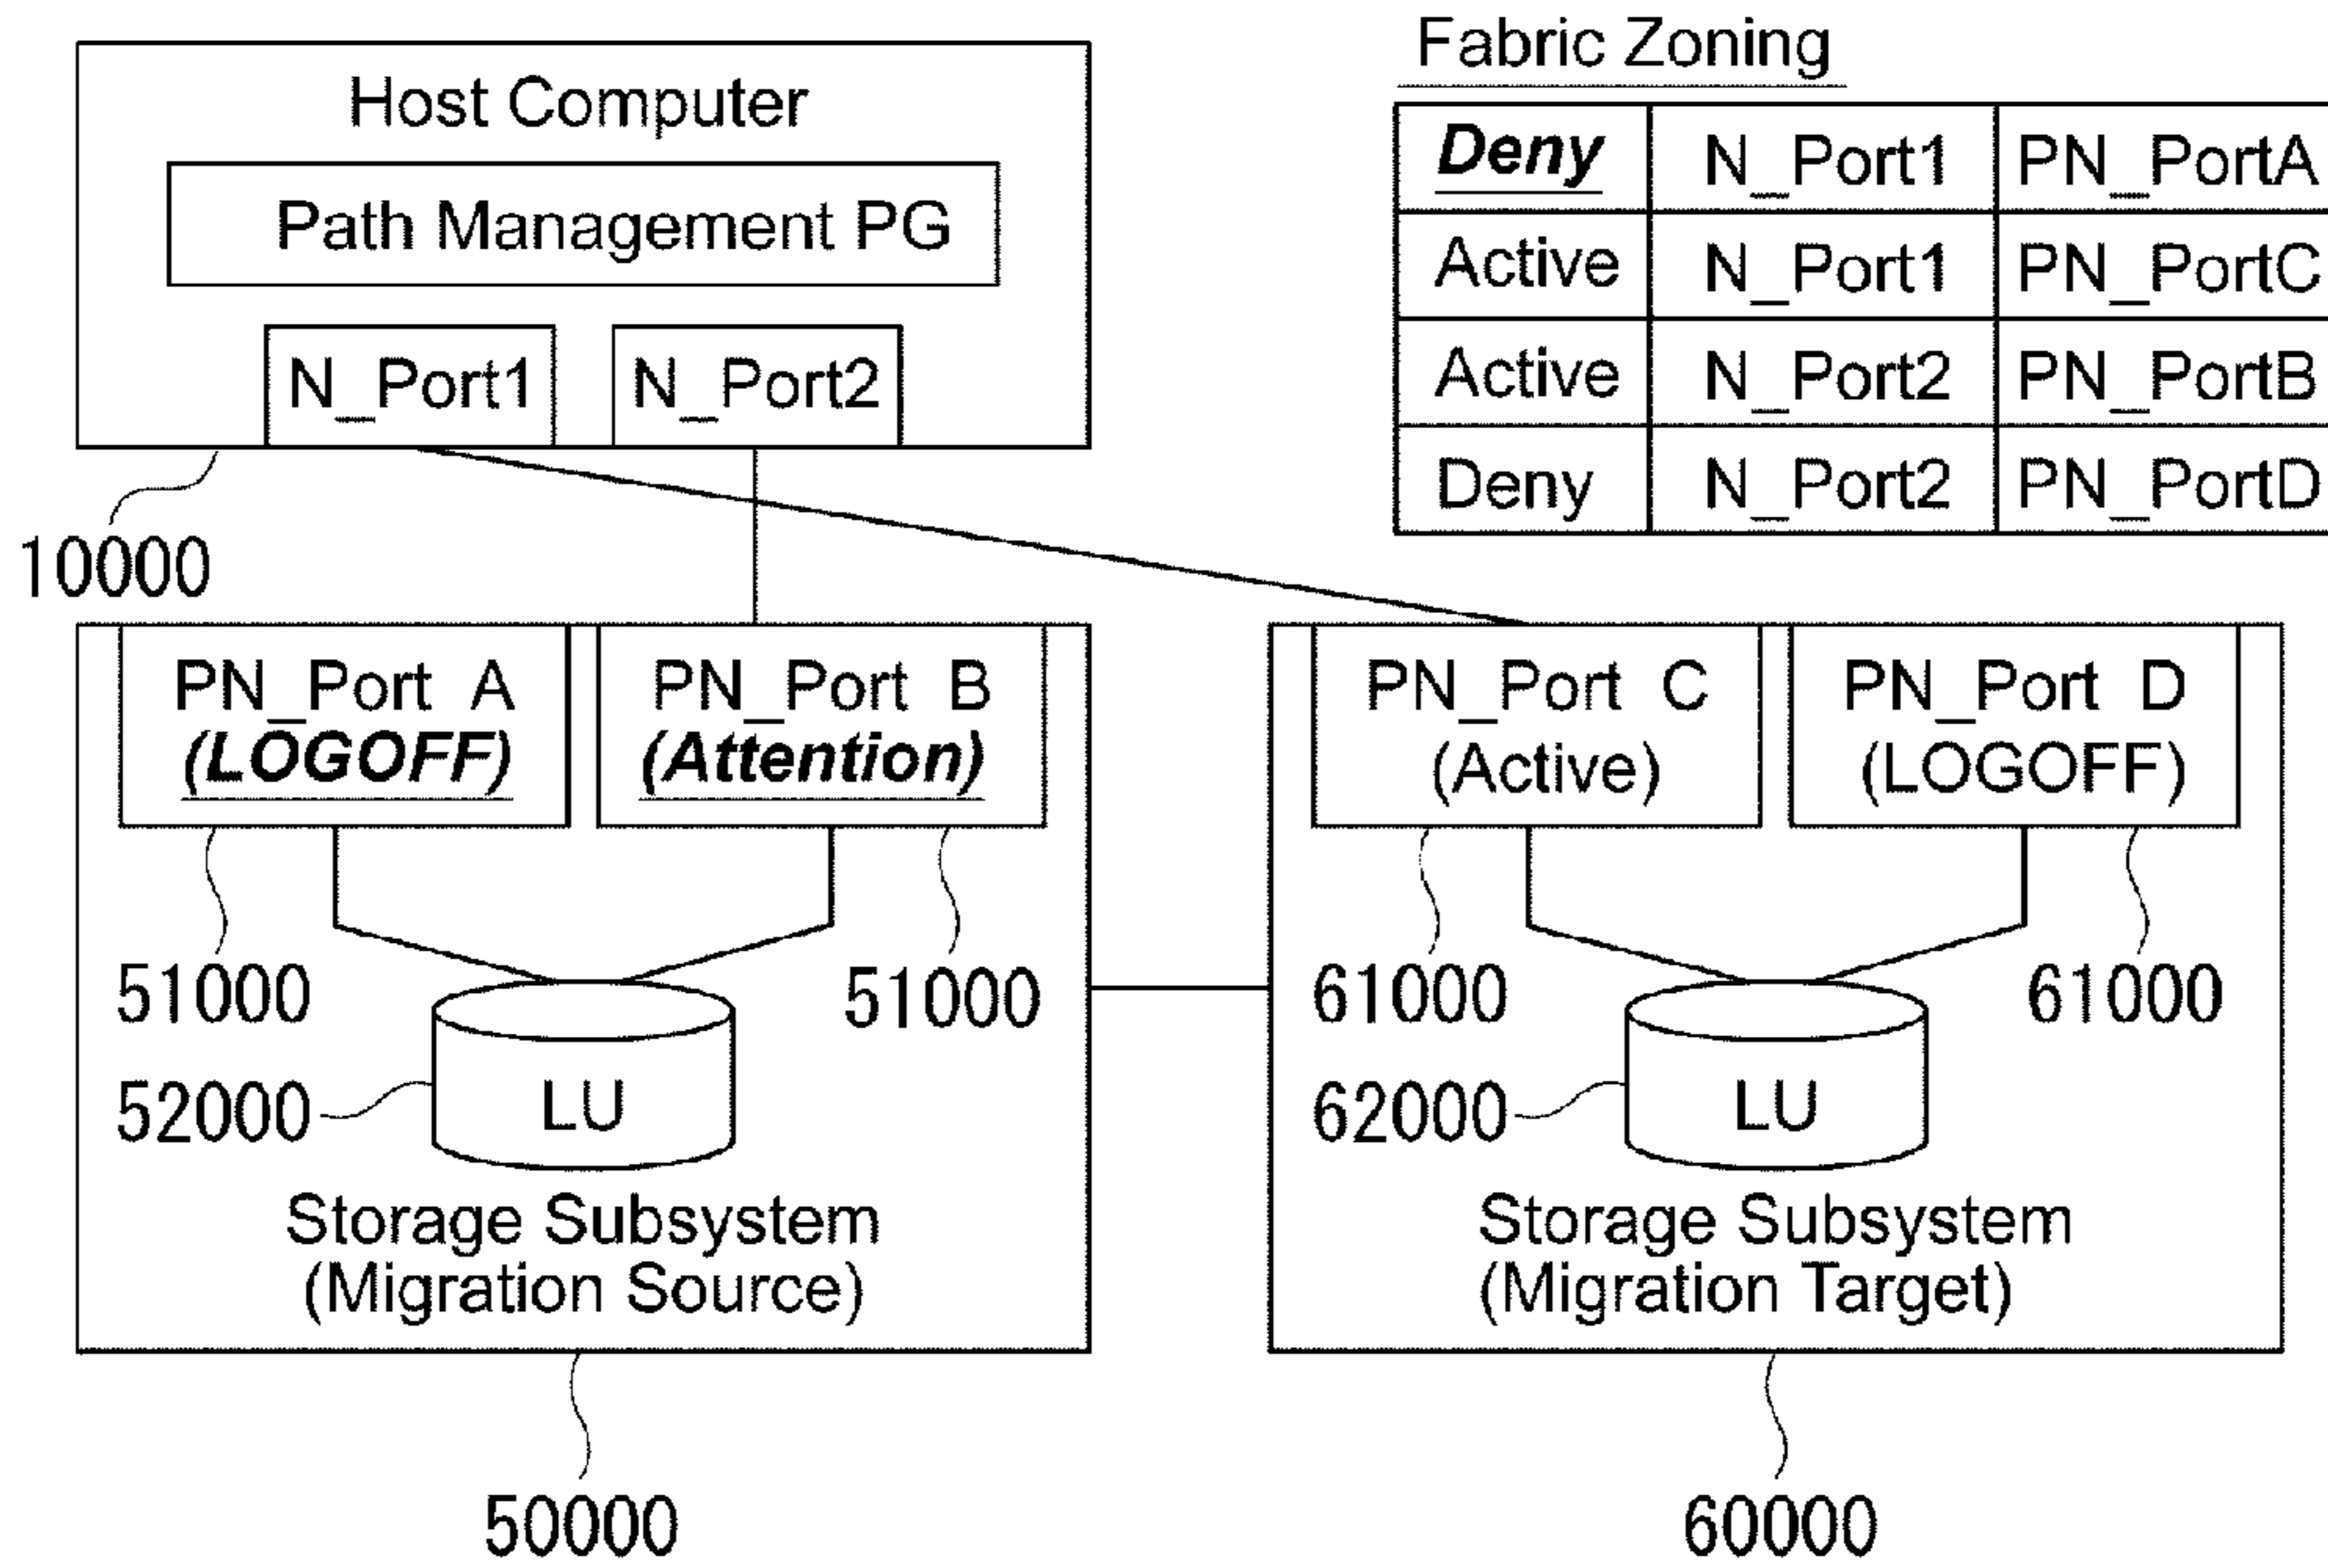 Host Computer
Path Management PG
N_Port1
N_Port2
10000
Fabric Zoning
Deny N_Port1 PN_PortA
Active N_Port1 PN_PortC
Active N_Port2 PN_PortB
Deny N_Port2 PN_PortD
PN_Port A
(LOGOFF)
PN_Port B
(Attention)
51000
51000
52000
LU
Storage Subsystem
(Migration Source)
50000
PN_Port C
(Active)
PN_Port D
(LOGOFF)
61000
61000
62000
LU
Storage Subsystem
(Migration Target)
60000